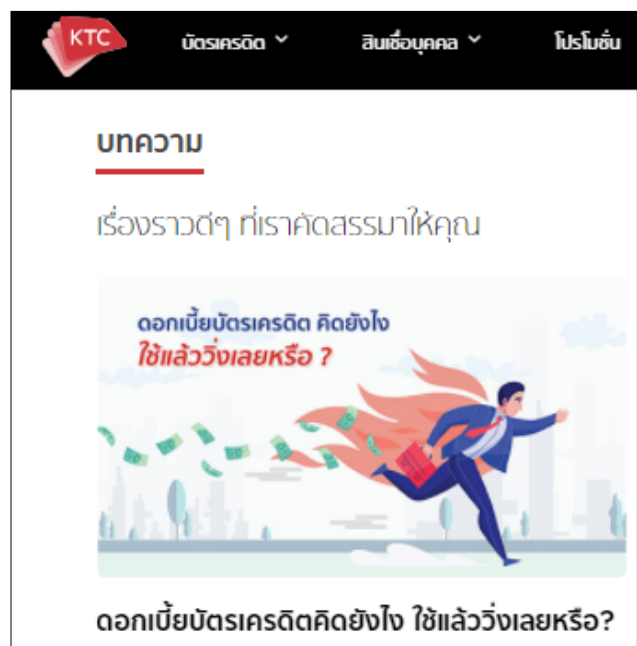 KTC
บัตรเครดิต สินเชื่อบุคคล โปรโมชั่น
บทความ
เรื่องราวดีๆ ที่เราคัดสรรมาให้คุณ
ดอกเบี้ยบัตรเครดิต คิดยังไง
ใช้แล้ววิ่งเลยหรือ ?
ดอกเบี้ยบัตรเครดิตคิดยังไง ใช้แล้ววิ่งเลยหรือ?